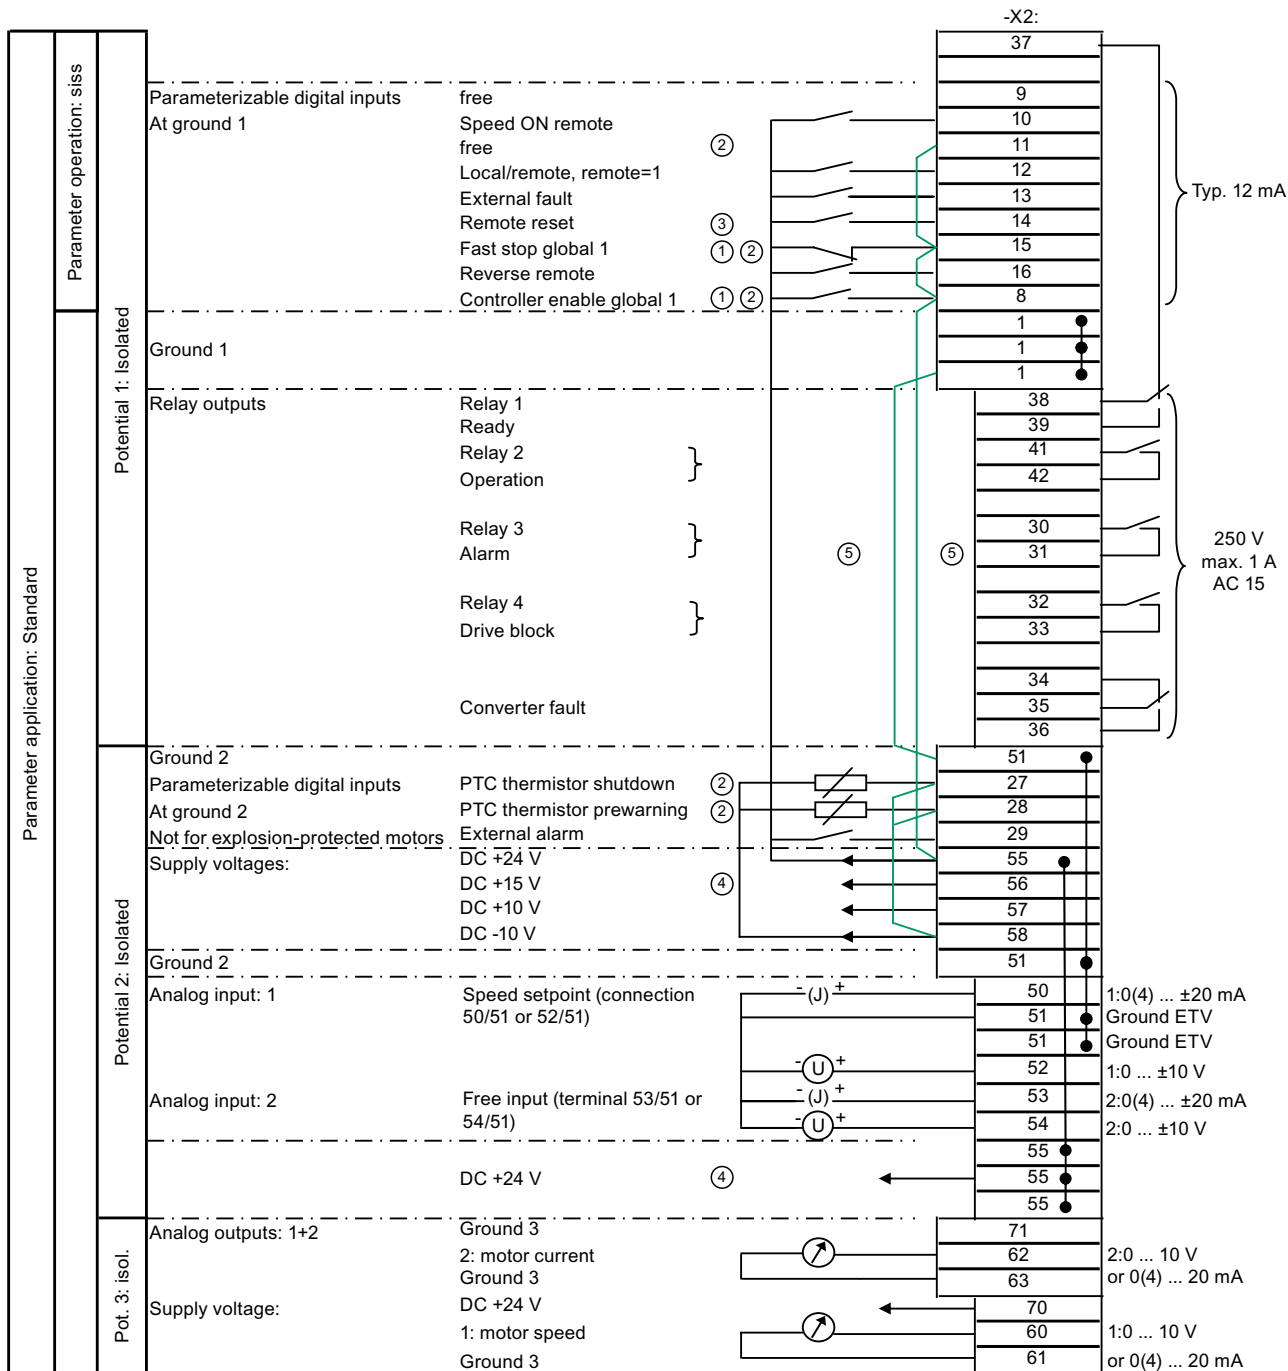 -X2:
37
Parameterizable digital inputs free 9
At ground 1 Speed ON remote 10
free ② 11
Local/remote, remote=1 12
External fault 13 Typ. 12 mA
Remote reset ③ 14
Fast stop global 1 ① ② 15
Reverse remote 16
Controller enable global 1 ① ② 8
1
Ground 1 1
1
Relay outputs Relay 1 38
Ready 39
Relay 2 } 41
Operation 42
Relay 3 } 30
Alarm ⑤ ⑤ 31
250 V
max. 1 A
AC 15
Relay 4 } 32
Drive block 33
34
Converter fault 35
36
Ground 2 51
Parameterizable digital inputs PTC thermistor shutdown ② 27
At ground 2 PTC thermistor prewarning ② 28
Not for explosion-protected motors External alarm 29
Supply voltages: DC +24 V 55
DC +15 V ④ 56
DC +10 V 57
DC -10 V 58
Ground 2 51
Analog input: 1 Speed setpoint (connection - (J) + 50 1:0(4) ... ±20 mA
50/51 or 52/51) 51 Ground ETV
51 Ground ETV
- U + 52 1:0 ... ±10 V
Analog input: 2 Free input (terminal 53/51 or - (J) + 53 2:0(4) ... ±20 mA
54/51) - U + 54 2:0 ... ±10 V
55
DC +24 V ④ 55
55
Analog outputs: 1+2 Ground 3 71
2: motor current 62 2:0 ... 10 V
Ground 3 63 or 0(4) ... 20 mA
Supply voltage: DC +24 V 70
1: motor speed 60 1:0 ... 10 V
Ground 3 61 or 0(4) ... 20 mA
Parameter application: Standard
Parameter operation: siss
Potential 1: Isolated
Potential 2: Isolated
Pot. 3: isol.